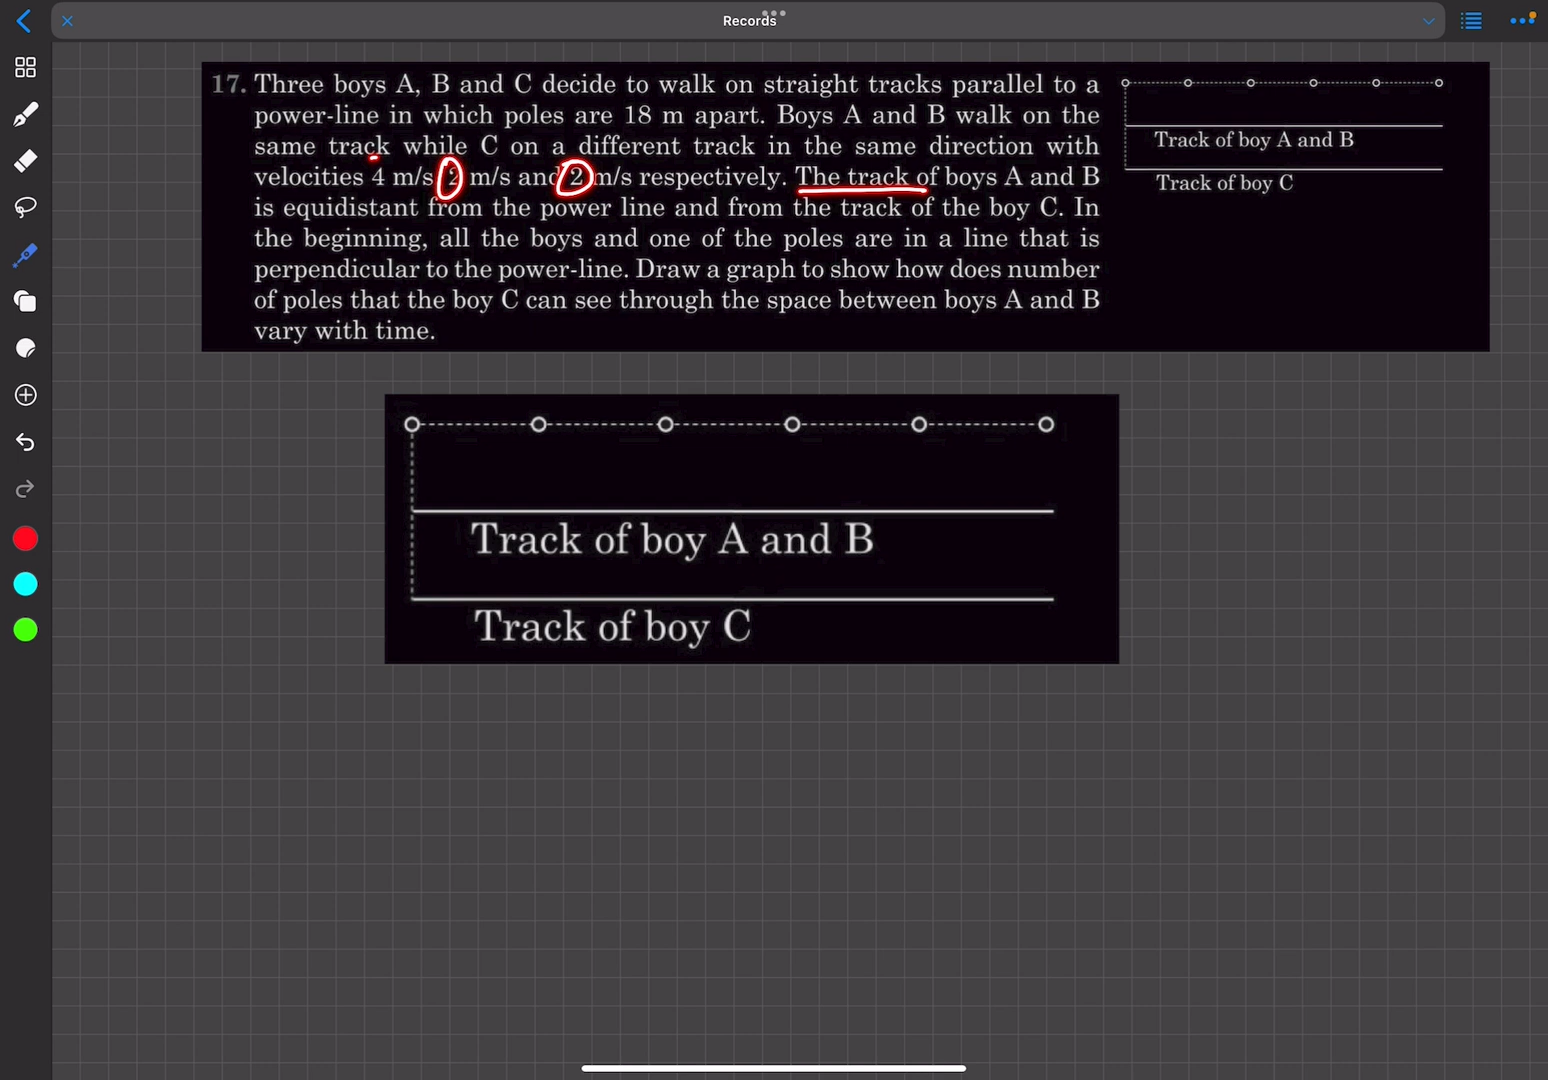 Records
17. Three boys A, B and C decide to walk on straight tracks parallel to a
power-line in which poles are 18 m apart. Boys A and B walk on the
same track while C on a different track in the same direction with
velocities 4 m/s 2 m/s and 2 m/s respectively. The track of boys A and B
is equidistant from the power line and from the track of the boy C. In
the beginning, all the boys and one of the poles are in a line that is
perpendicular to the power-line. Draw a graph to show how does number
of poles that the boy C can see through the space between boys A and B
vary with time.
Track of boy A and B
Track of boy C
Track of boy A and B
Track of boy C